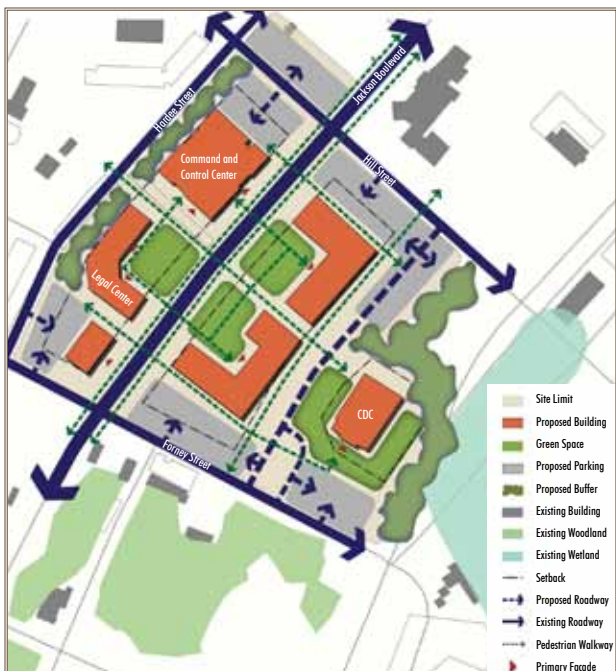 Jackson Boulevard
Hardee Street
Hill Street
Command and
Control Center
Legal Center
CDC
Forney Street
Site Limit
Proposed Building
Green Space
Proposed Parking
Proposed Buffer
Existing Building
Existing Woodland
Existing Wetland
Setback
Proposed Roadway
Existing Roadway
Pedestrian Walkway
Primary Facade